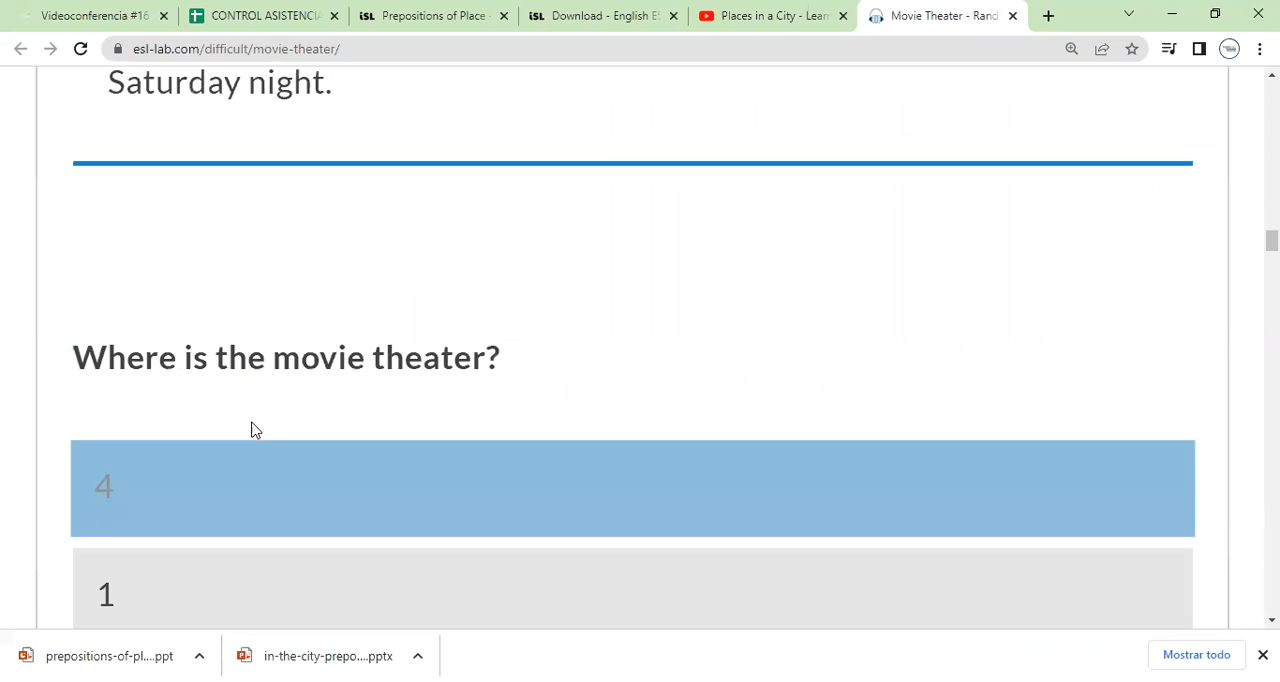 Videoconferencia #16
CONTROL ASISTENCIA
iSL Prepositions of Place -
iSL Download - English E
Places in a City - Lear
Movie Theater - Rand
esl-lab.com/difficult/movie-theater/
Saturday night.
Where is the movie theater?
4
1
prepositions-of-pl....ppt
in-the-city-prepo....pptx
Mostrar todo